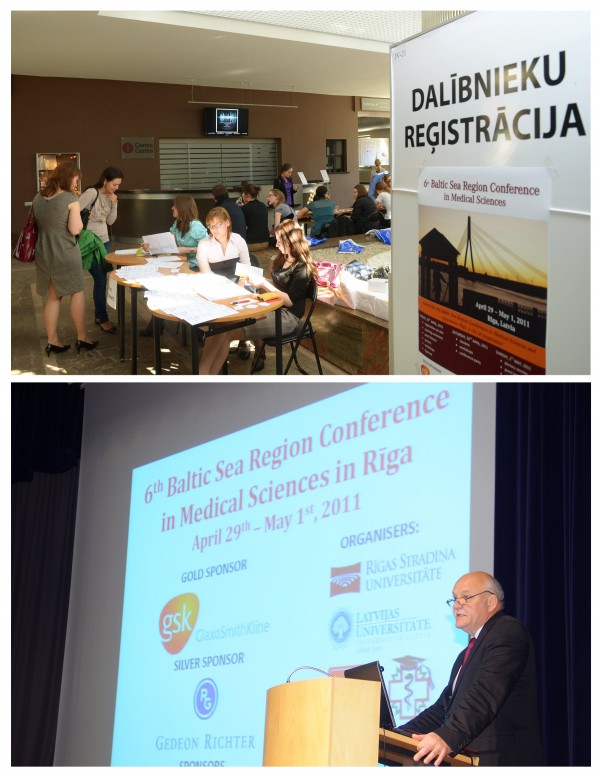 DALĪBNIEKU
REĢISTRĀCIJA
6th Baltic Sea Region Conference
in Medical Sciences
April 29 – May 1, 2011
Rīga, Latvia
6th Baltic Sea Region Conference
in Medical Sciences in Rīga
April 29th – May 1st, 2011
GOLD SPONSOR
gsk
GlaxoSmithKline
SILVER SPONSOR
RG
GEDEON RICHTER
SPONSORS
ORGANISERS:
RĪGAS STRADIŅA
UNIVERSITĀTE
LATVIJAS
UNIVERSITĀTE